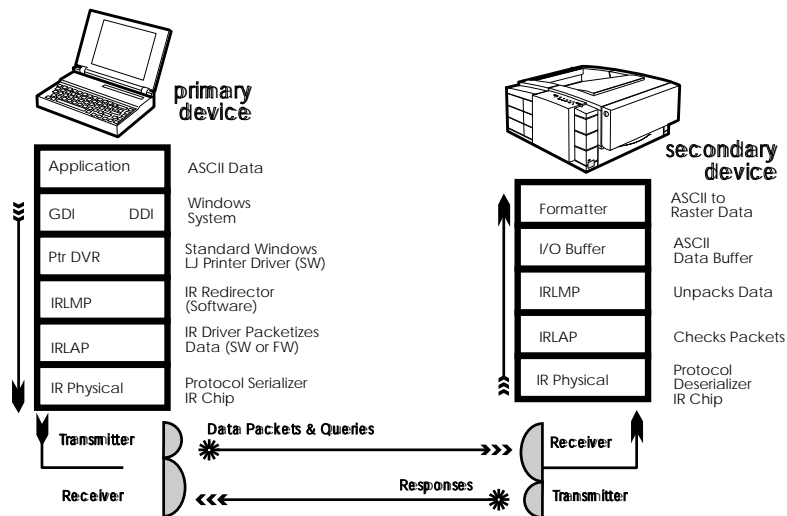 primary
device
Application
ASCII Data
GDI DDI
Windows
System
Ptr DVR
Standard Windows
LJ Printer Driver (SW)
IRLMP
IR Redirector
(Software)
IRLAP
IR Driver Packetizes
Data (SW or FW)
IR Physical
Protocol Serializer
IR Chip
secondary
device
Formatter
ASCII to
Raster Data
I/O Buffer
ASCII
Data Buffer
IRLMP
Unpacks Data
IRLAP
Checks Packets
IR Physical
Protocol
Deserializer
IR Chip
Transmitter
Data Packets & Queries
Receiver
Receiver
Responses
Transmitter